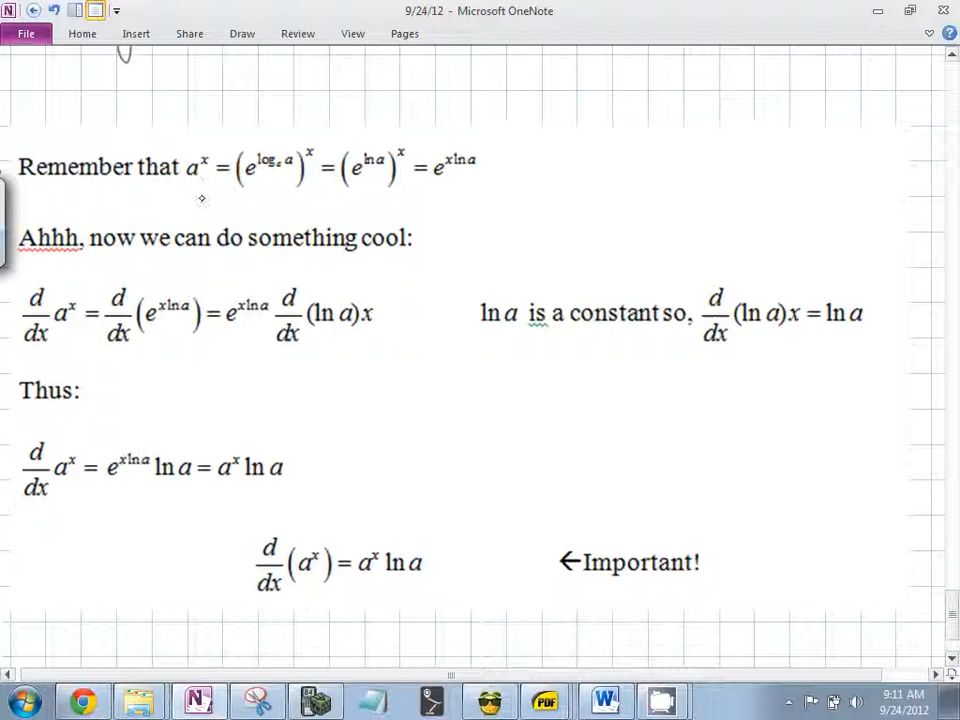 9/24/12 - Microsoft OneNote
File Home Insert Share Draw Review View Pages
Remember that a^x = (e^{log_e a})^x = (e^{ln a})^x = e^{x ln a}
Ahhh, now we can do something cool:
d/dx a^x = d/dx (e^{x ln a}) = e^{x ln a} d/dx (ln a)x ln a is a constant so, d/dx (ln a)x = ln a
Thus:
d/dx a^x = e^{x ln a} ln a = a^x ln a
d/dx (a^x) = a^x ln a ←Important!
9:11 AM
9/24/2012